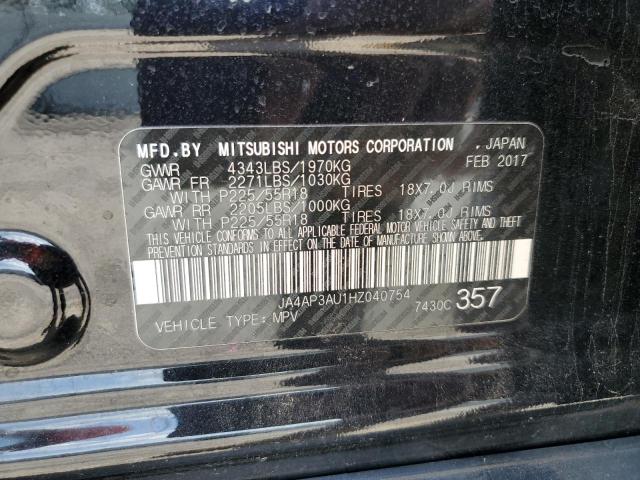 MFD.BY MITSUBISHI MOTORS CORPORATION , JAPAN
GVWR 4343LBS/1970KG FEB 2017
GAWR FR 2271LBS/1030KG
WITH P225/55R18 TIRES 18X7.0J RIMS
GAWR RR 2205LBS/1000KG
WITH P225/55R18 TIRES 18X7.0J RIMS
THIS VEHICLE CONFORMS TO ALL APPLICABLE FEDERAL MOTOR VEHICLE SAFETY AND THEFT
PREVENTION STANDARDS IN EFFECT ON THE DATE OF MANUFACTURE SHOWN ABOVE.
JA4AP3AU1HZ040754
VEHICLE TYPE: MPV 7430C 357